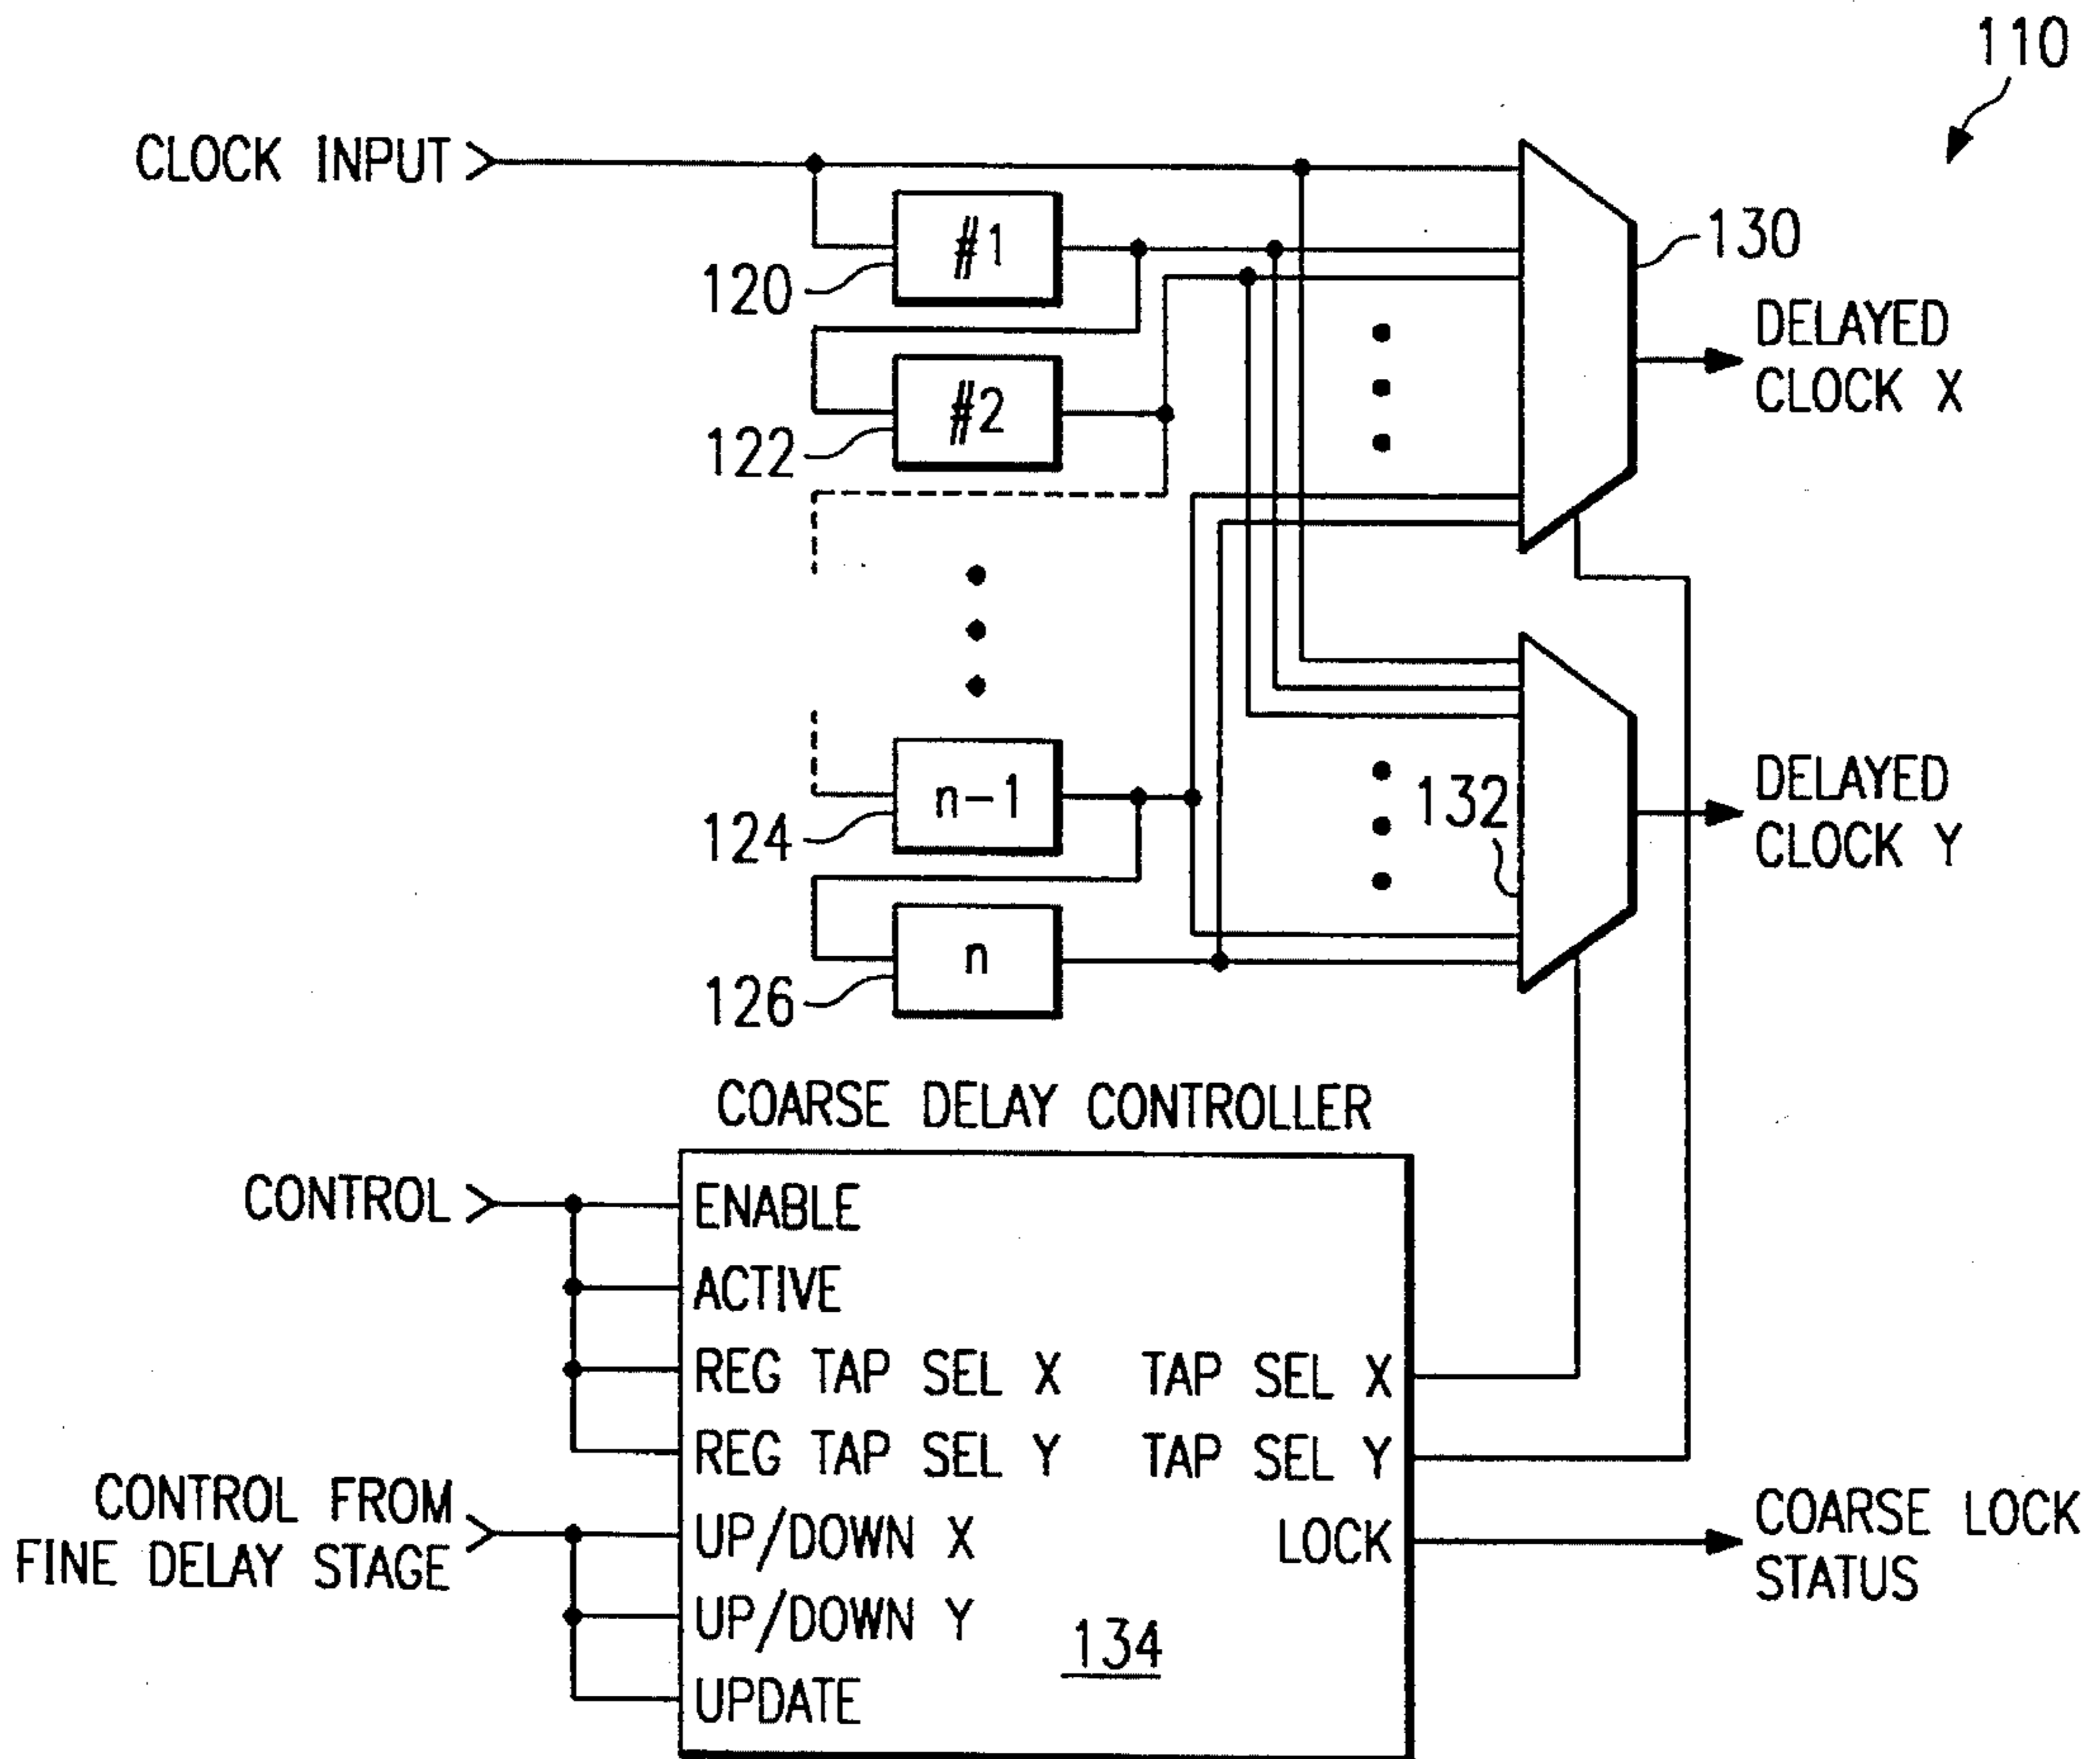 110
CLOCK INPUT
#1
120
130
DELAYED
CLOCK X
#2
122
n-1
124
132
DELAYED
CLOCK Y
n
126
COARSE DELAY CONTROLLER
CONTROL
ENABLE
ACTIVE
REG TAP SEL X TAP SEL X
REG TAP SEL Y TAP SEL Y
CONTROL FROM
FINE DELAY STAGE
UP/DOWN X
LOCK
COARSE LOCK
STATUS
UP/DOWN Y
134
UPDATE